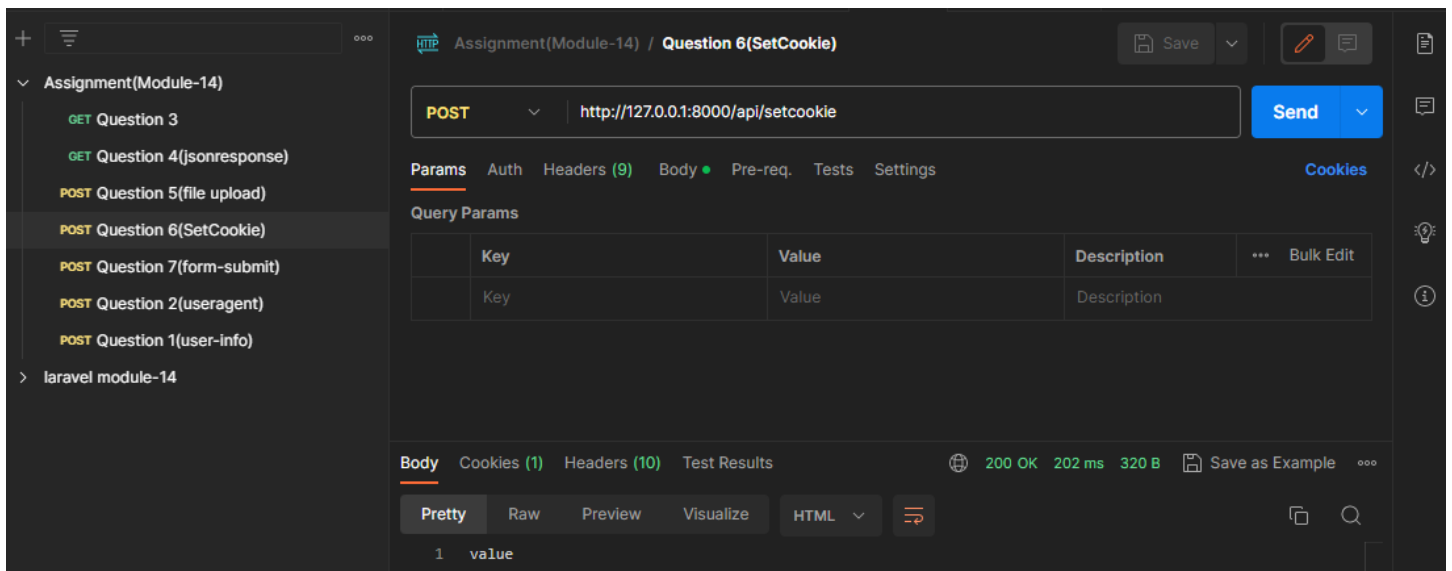 HTTP Assignment(Module-14) / Question 6(SetCookie) Save
Assignment(Module-14)
GET Question 3
GET Question 4(jsonresponse)
POST Question 5(file upload)
POST Question 6(SetCookie)
POST Question 7(form-submit)
POST Question 2(useragent)
POST Question 1(user-info)
laravel module-14
POST http://127.0.0.1:8000/api/setcookie Send
Params Auth Headers (9) Body Pre-req. Tests Settings Cookies
Query Params
Key Value Description Bulk Edit
Key Value Description
Body Cookies (1) Headers (10) Test Results 200 OK 202 ms 320 B Save as Example
Pretty Raw Preview Visualize HTML
1 value